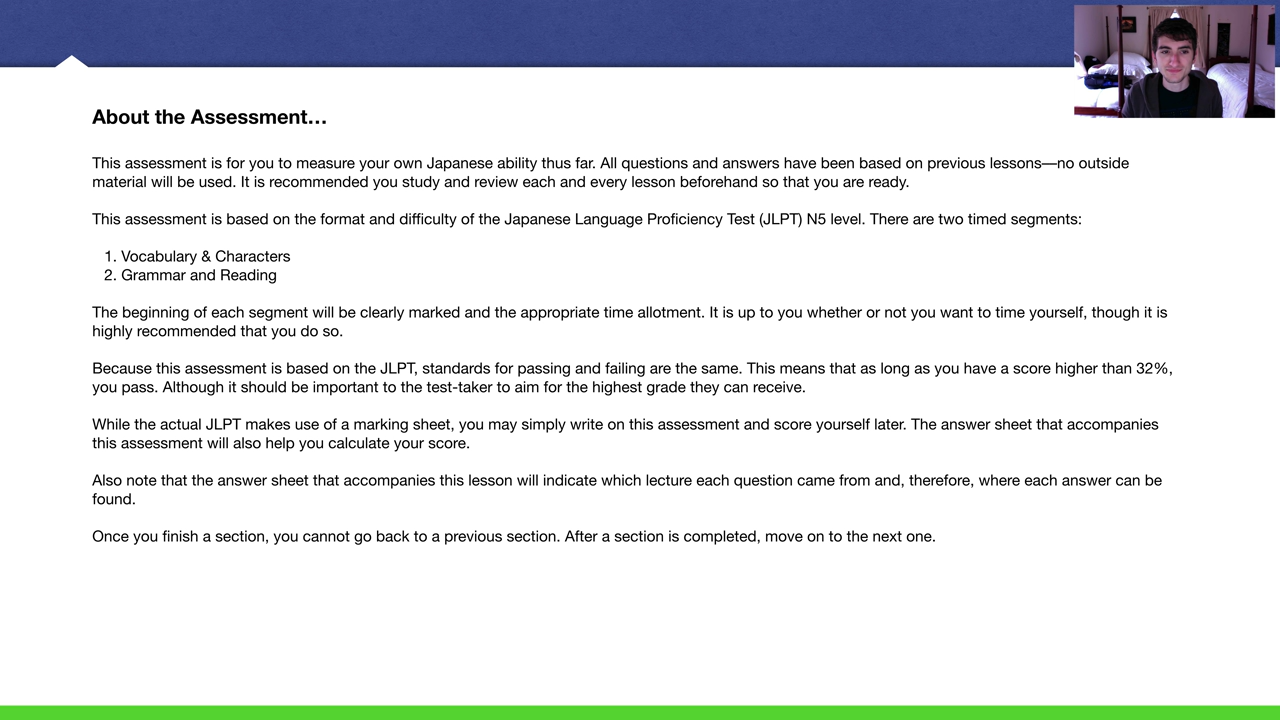 About the Assessment…
This assessment is for you to measure your own Japanese ability thus far. All questions and answers have been based on previous lessons—no outside
material will be used. It is recommended you study and review each and every lesson beforehand so that you are ready.
This assessment is based on the format and difficulty of the Japanese Language Proficiency Test (JLPT) N5 level. There are two timed segments:
1. Vocabulary & Characters
2. Grammar and Reading
The beginning of each segment will be clearly marked and the appropriate time allotment. It is up to you whether or not you want to time yourself, though it is
highly recommended that you do so.
Because this assessment is based on the JLPT, standards for passing and failing are the same. This means that as long as you have a score higher than 32%,
you pass. Although it should be important to the test-taker to aim for the highest grade they can receive.
While the actual JLPT makes use of a marking sheet, you may simply write on this assessment and score yourself later. The answer sheet that accompanies
this assessment will also help you calculate your score.
Also note that the answer sheet that accompanies this lesson will indicate which lecture each question came from and, therefore, where each answer can be
found.
Once you finish a section, you cannot go back to a previous section. After a section is completed, move on to the next one.